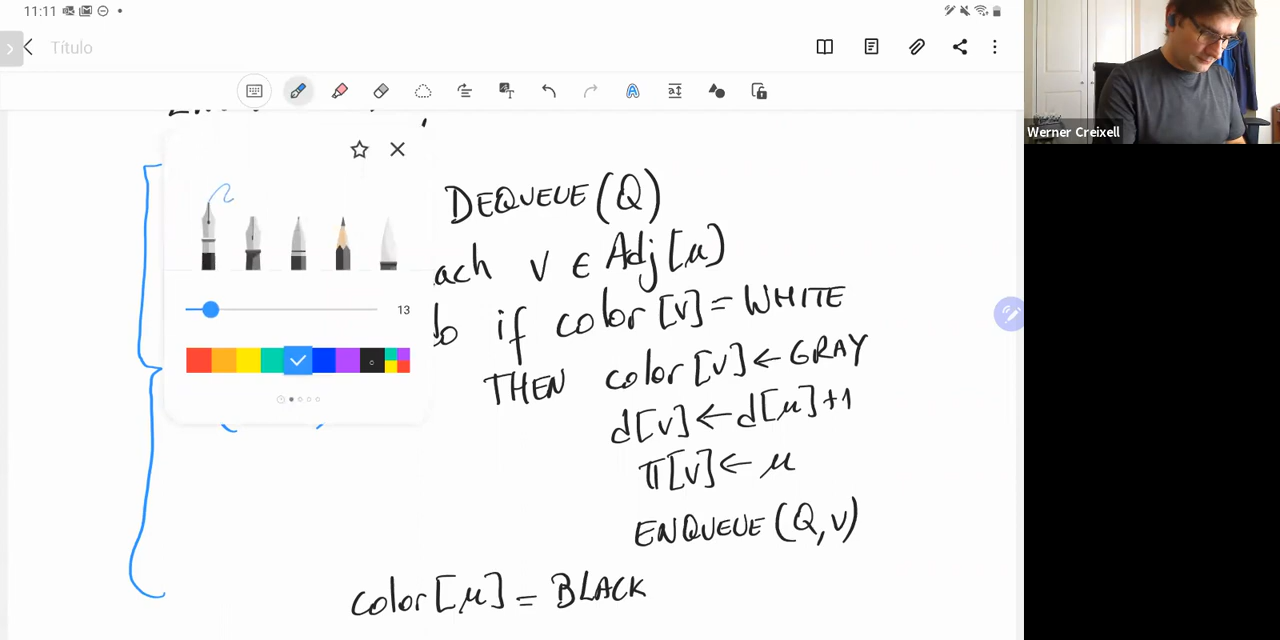 11:11
Título
Werner Creixell
DEQUEUE(Q)
ach v ∈ Adj[μ]
if color[v]=WHITE
13
THEN color[v]←GRAY
d[v]←d[μ]+1
π[v]←μ
ENQUEUE(Q,v)
color[μ]=BLACK